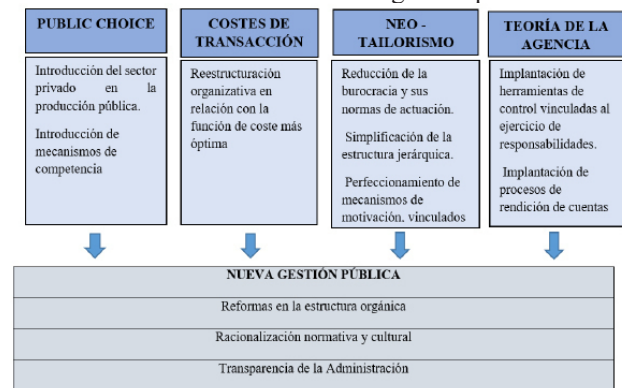 PUBLIC CHOICE
Introducción del sector
privado en la
producción pública.
Introducción de
mecanismos de
competencia
COSTES DE
TRANSACCIÓN
Reestructuración
organizativa en
relación con la
función de coste más
óptima
NEO -
TAILORISMO
Reducción de la
burocracia y sus
normas de actuación.
Simplificación de la
estructura jerárquica.
Perfeccionamiento de
mecanismos de
motivación. vinculados
TEORÍA DE LA
AGENCIA
Implantación de
herramientas de
control vinculadas al
ejercicio de
responsabilidades.
Implantación de
procesos de
rendición de cuentas
NUEVA GESTIÓN PÚBLICA
Reformas en la estructura orgánica
Racionalización normativa y cultural
Transparencia de la Administración